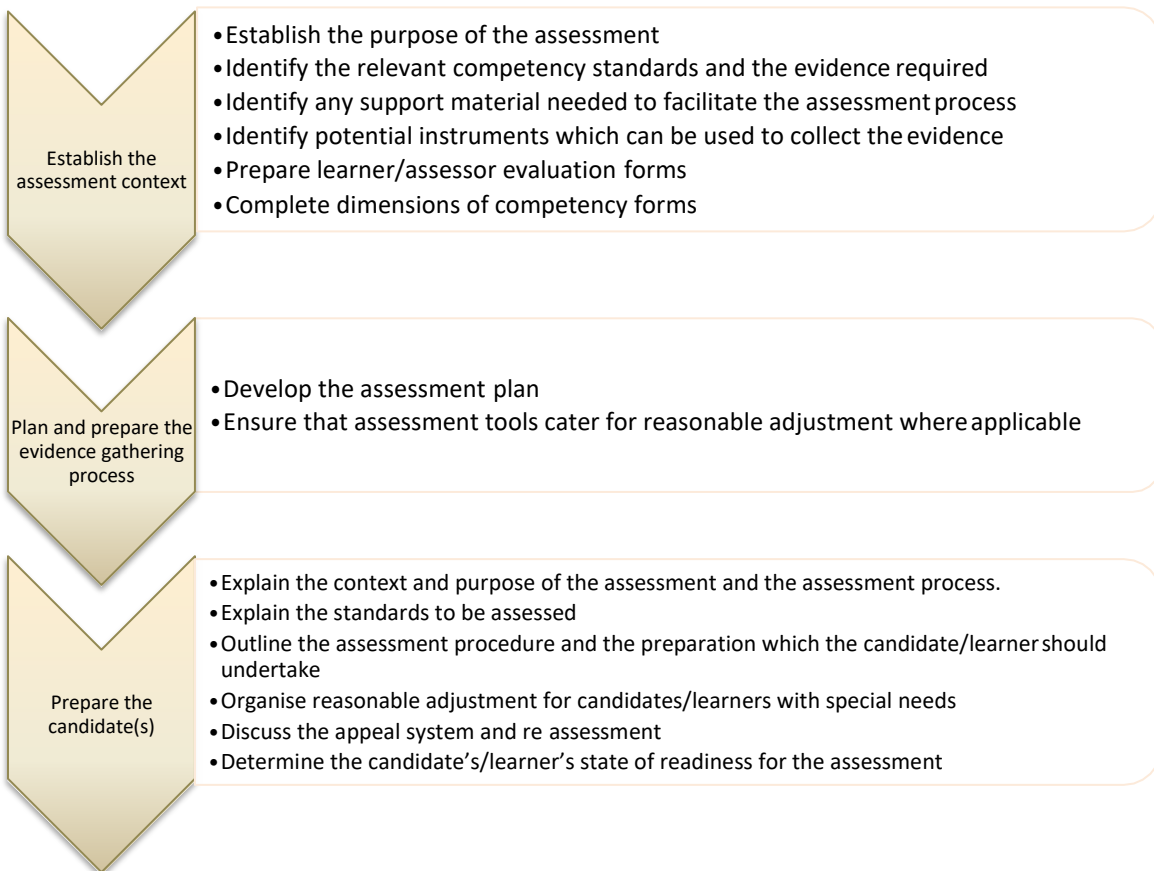 Establish the
assessment context
•Establish the purpose of the assessment
•Identify the relevant competency standards and the evidence required
•Identify any support material needed to facilitate the assessment process
•Identify potential instruments which can be used to collect the evidence
•Prepare learner/assessor evaluation forms
•Complete dimensions of competency forms
Plan and prepare the
evidence gathering
process
•Develop the assessment plan
•Ensure that assessment tools cater for reasonable adjustment where applicable
Prepare the
candidate(s)
•Explain the context and purpose of the assessment and the assessment process.
•Explain the standards to be assessed
•Outline the assessment procedure and the preparation which the candidate/learner should
undertake
•Organise reasonable adjustment for candidates/learners with special needs
•Discuss the appeal system and re assessment
•Determine the candidate’s/learner’s state of readiness for the assessment